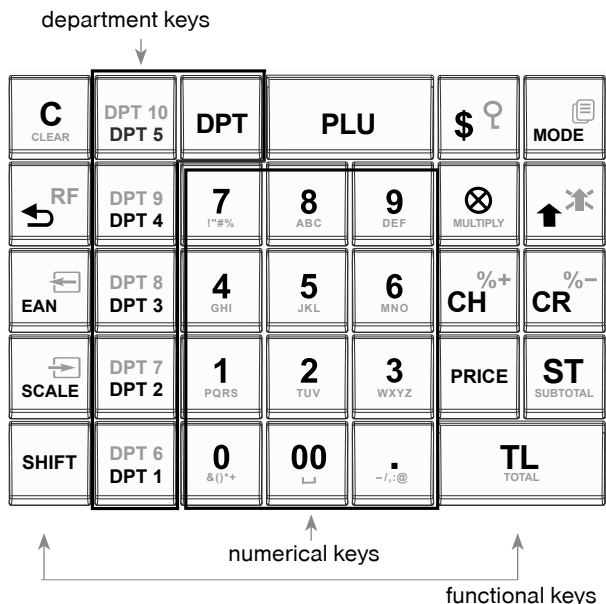 department keys
C
CLEAR
DPT 10
DPT 5
DPT
PLU
$
MODE
RF
DPT 9
DPT 4
7
!"#%
8
ABC
9
DEF
MULTIPLY
EAN
DPT 8
DPT 3
4
GHI
5
JKL
6
MNO
%+
CH
%–
CR
SCALE
DPT 7
DPT 2
1
PQRS
2
TUV
3
WXYZ
PRICE
ST
SUBTOTAL
SHIFT
DPT 6
DPT 1
0
&()*+
00
.
–/,:@
TL
TOTAL
numerical keys
functional keys